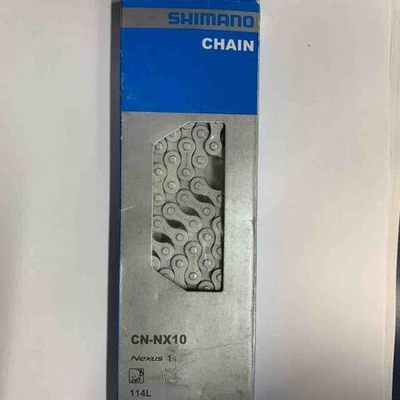 SHIMANO
CHAIN
CN-NX10
Nexus 1s
114L